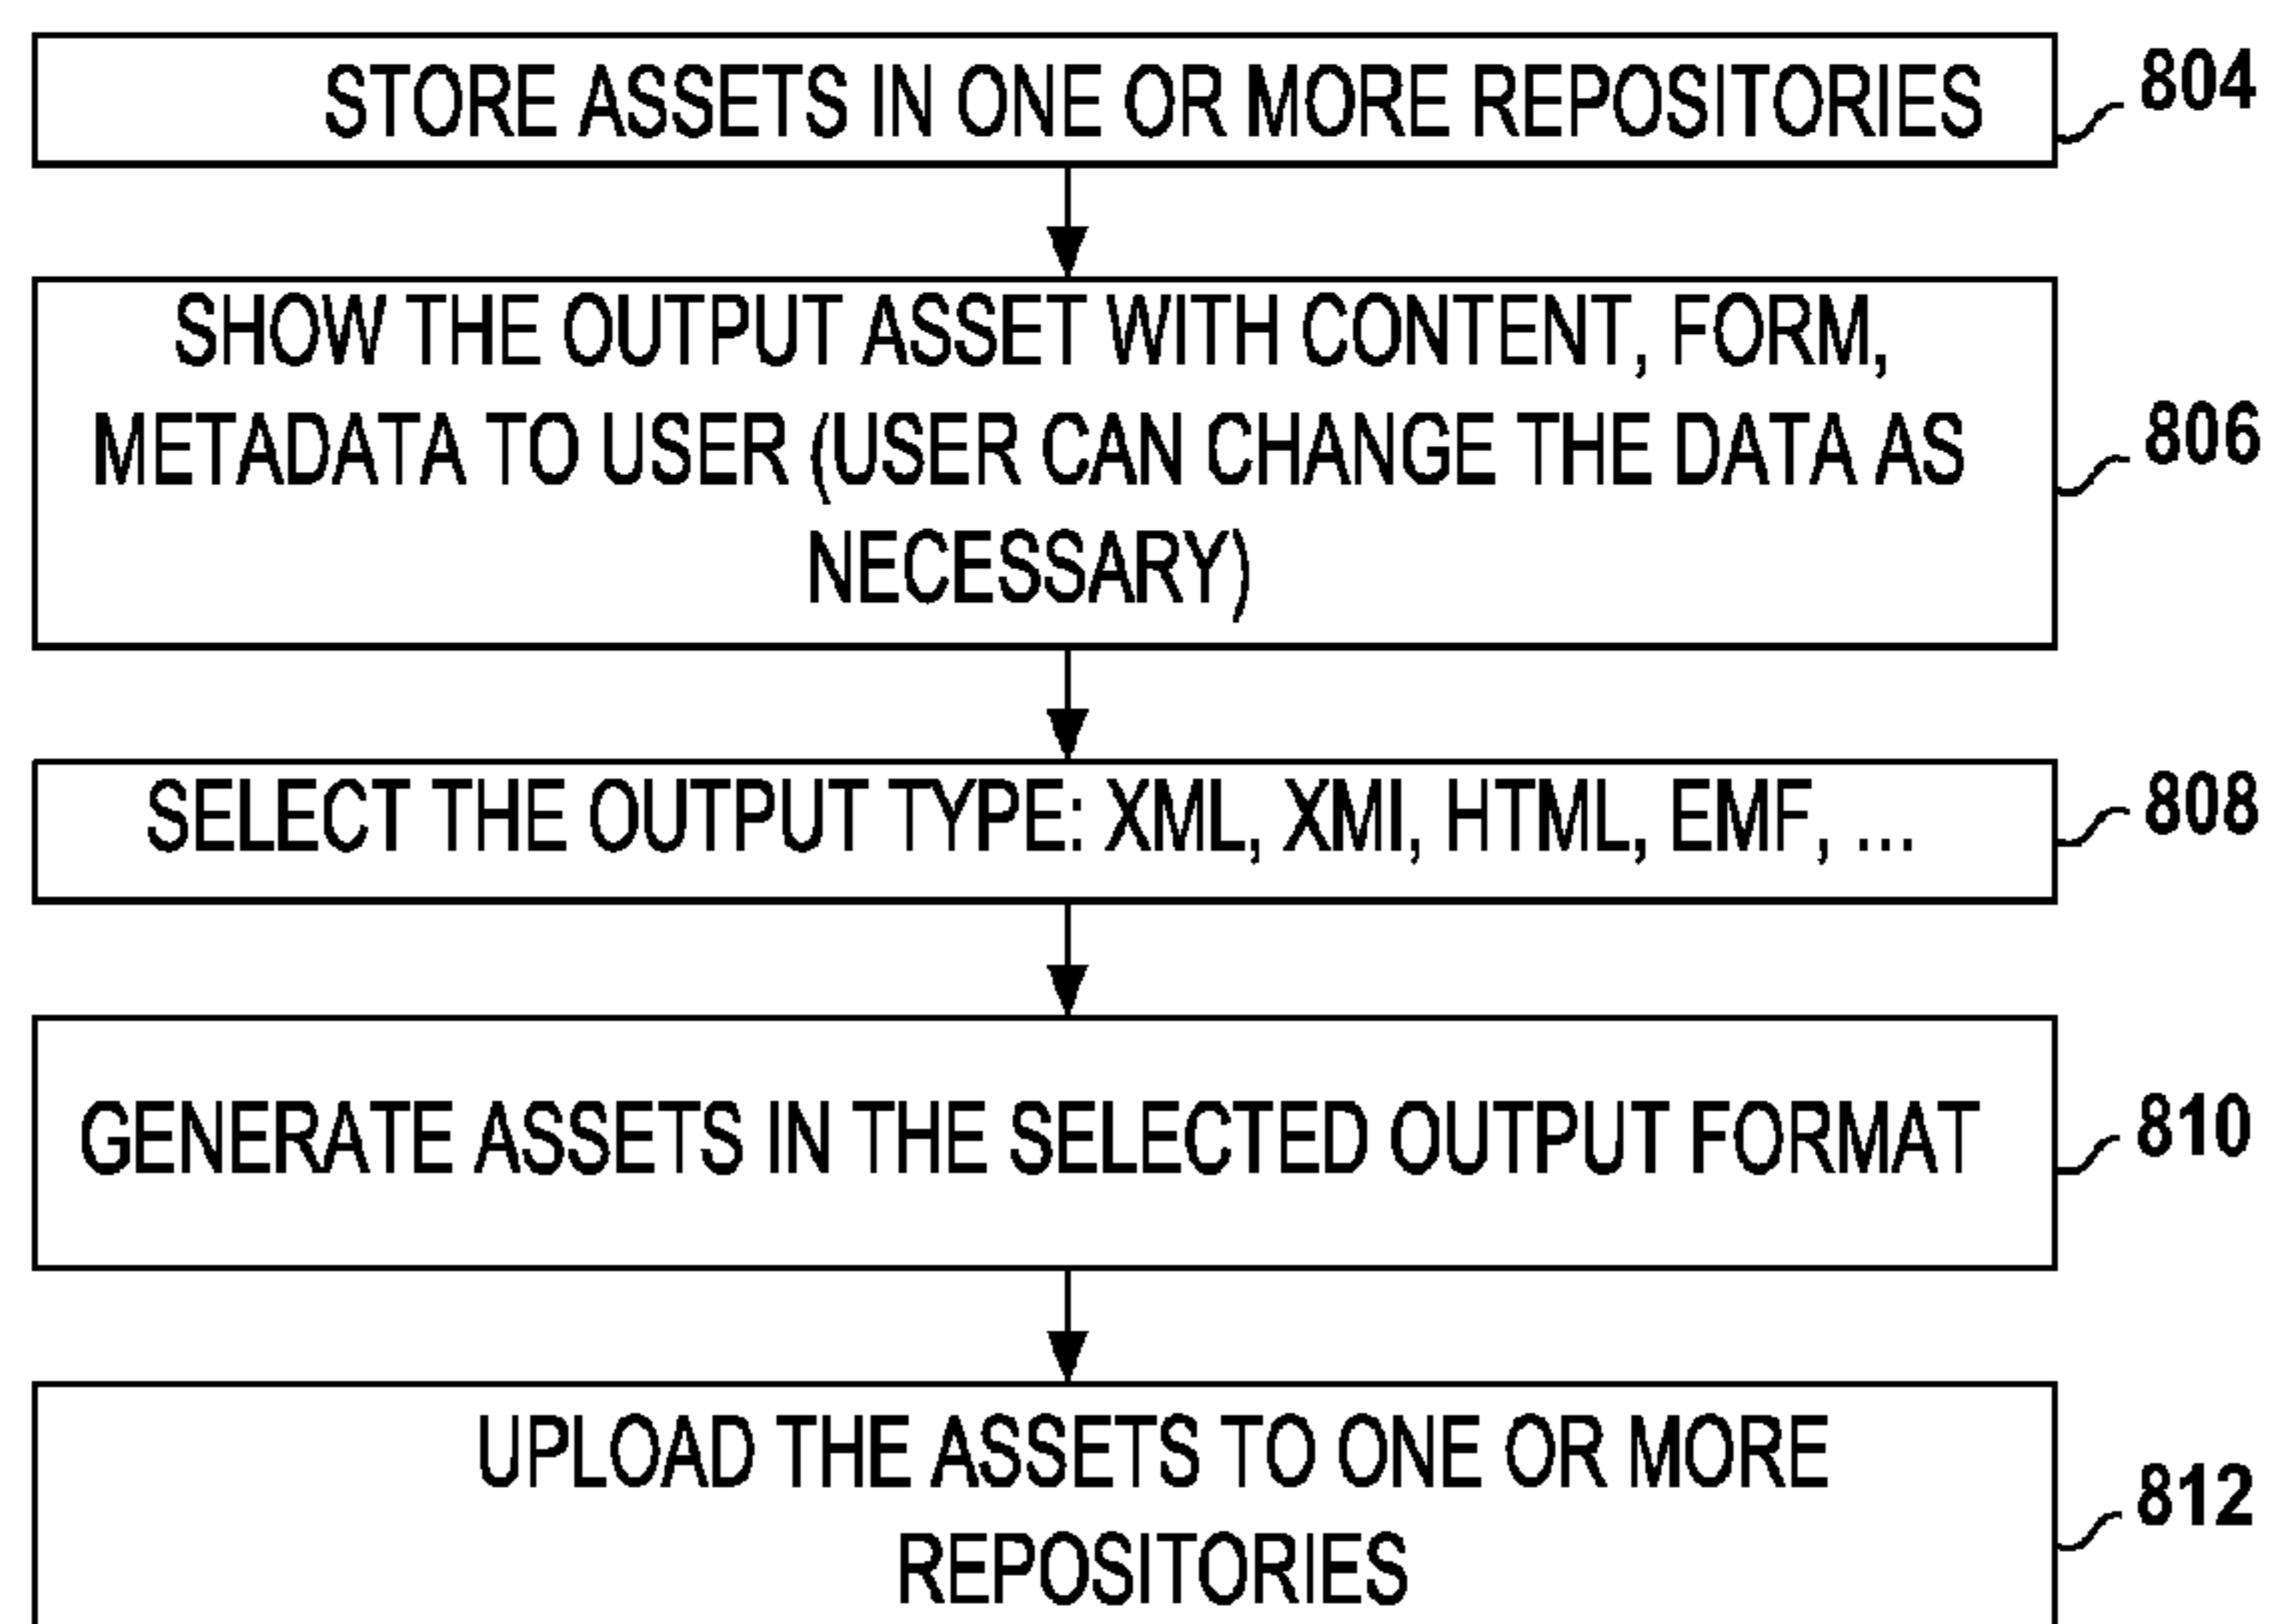 STORE ASSETS IN ONE OR MORE REPOSITORIES
804
SHOW THE OUTPUT ASSET WITH CONTENT, FORM,
METADATA TO USER (USER CAN CHANGE THE DATA AS
NECESSARY)
806
SELECT THE OUTPUT TYPE: XML, XMI, HTML, EMF, ...
808
GENERATE ASSETS IN THE SELECTED OUTPUT FORMAT
810
UPLOAD THE ASSETS TO ONE OR MORE
REPOSITORIES
812